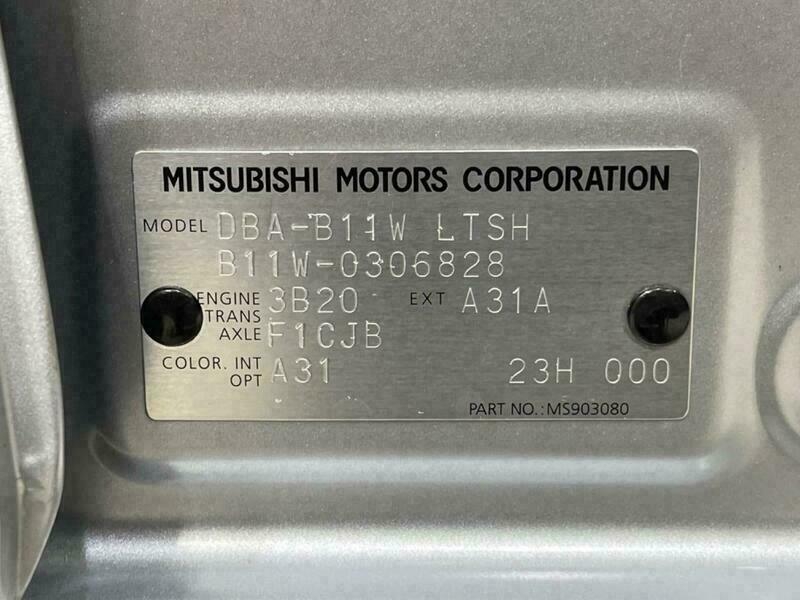 MITSUBISHI MOTORS CORPORATION
MODEL DBA-B11W LTSH
B11W-0306828
ENGINE 3B20 EXT A31A
TRANS AXLE F1CJB
COLOR. INT OPT A31 23H 000
PART NO.: MS903080